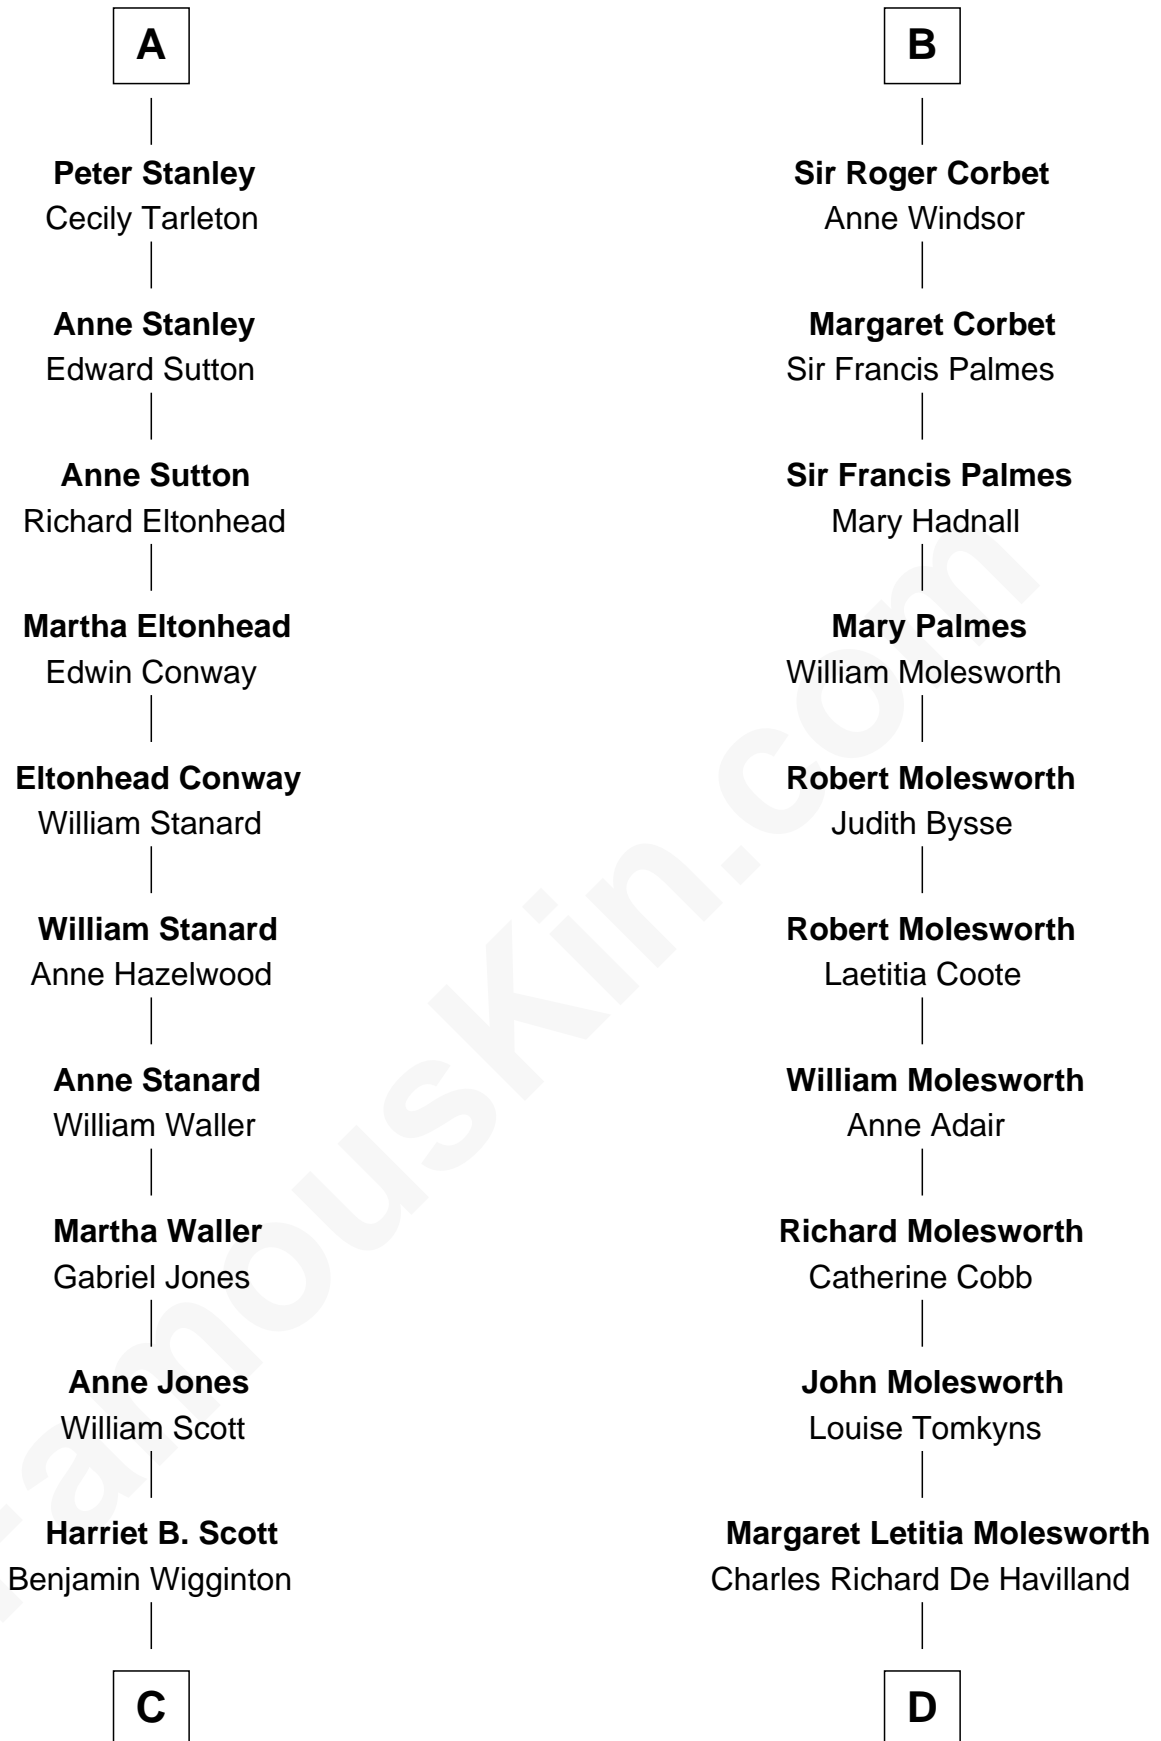 A
Peter Stanley
Cecily Tarleton
Anne Stanley
Edward Sutton
Anne Sutton
Richard Eltonhead
Martha Eltonhead
Edwin Conway
Eltonhead Conway
William Stanard
William Stanard
Anne Hazelwood
Anne Stanard
William Waller
Martha Waller
Gabriel Jones
Anne Jones
William Scott
Harriet B. Scott
Benjamin Wigginton
C
B
Sir Roger Corbet
Anne Windsor
Margaret Corbet
Sir Francis Palmes
Sir Francis Palmes
Mary Hadnall
Mary Palmes
William Molesworth
Robert Molesworth
Judith Bysse
Robert Molesworth
Laetitia Coote
William Molesworth
Anne Adair
Richard Molesworth
Catherine Cobb
John Molesworth
Louise Tomkyns
Margaret Letitia Molesworth
Charles Richard De Havilland
D
FamousKin.com